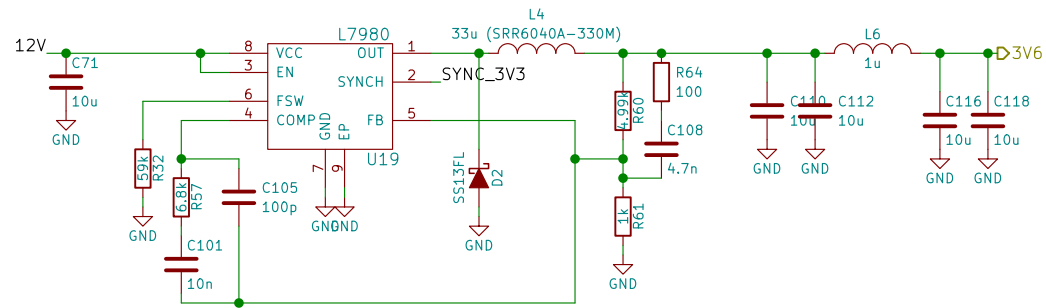 L4
33u (SRR6040A-330M)
L7980
12V
8
VCC
OUT
1
3
EN
SYNCH
2
SYNC_3V3
6
FSW
4
COMP
FB
5
GND
EP
7
9
U19
GND
GND
C71
10u
GND
59k
R32
GND
6.8k
R57
C105
100p
C101
10n
SS13FL
D2
GND
4.99k
R60
R64
100
C108
4.7n
1k
R61
GND
C110
10u
GND
C112
10u
GND
L6
1u
C116
10u
GND
C118
10u
GND
3V6